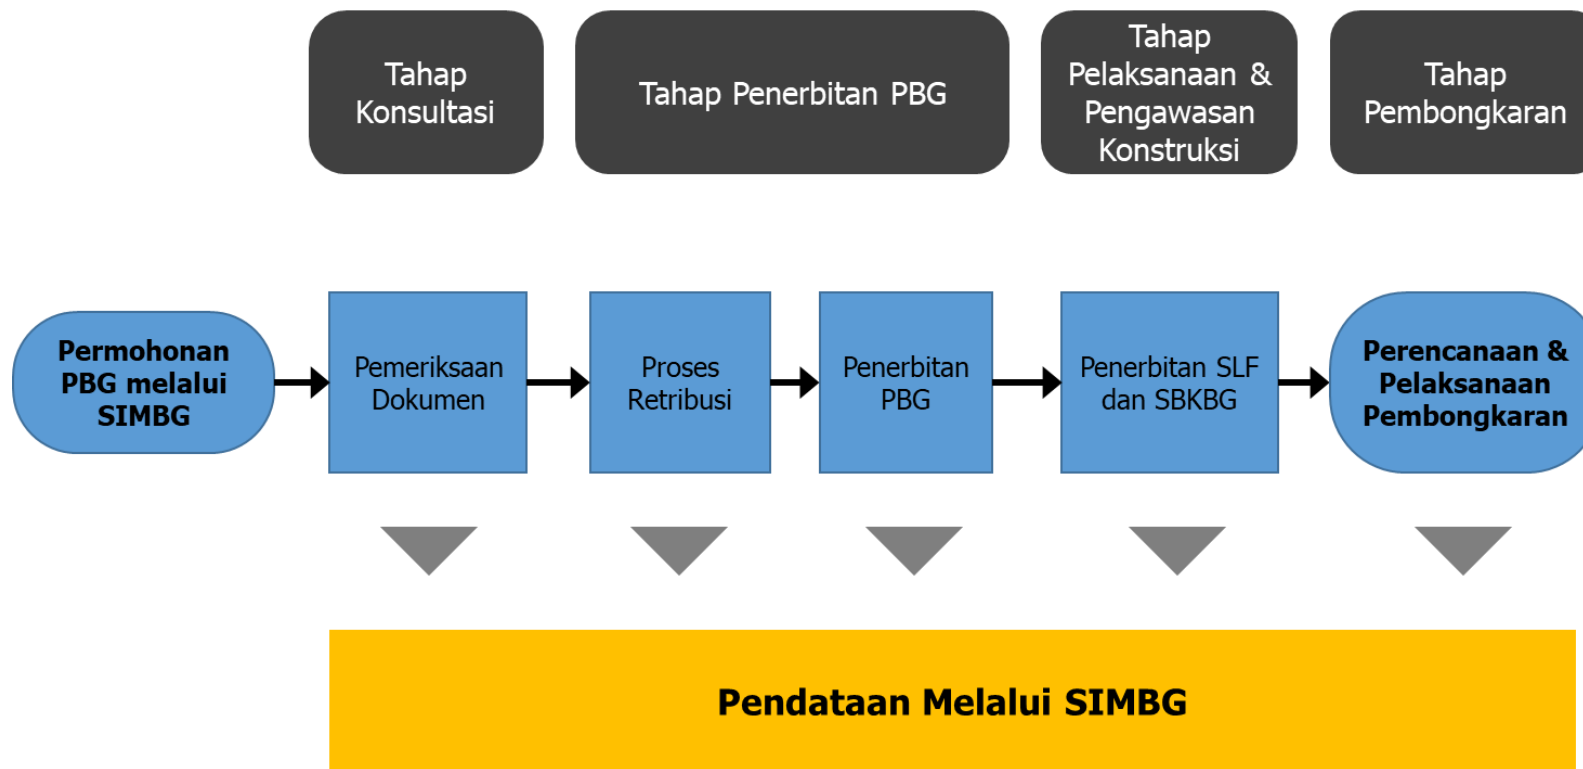 Tahap
Konsultasi
Tahap Penerbitan PBG
Tahap
Pelaksanaan &
Pengawasan
Konstruksi
Tahap
Pembongkaran
Permohonan
PBG melalui
SIMBG
Pemeriksaan
Dokumen
Proses
Retribusi
Penerbitan
PBG
Penerbitan SLF
dan SBKBG
Perencanaan &
Pelaksanaan
Pembongkaran
Pendataan Melalui SIMBG